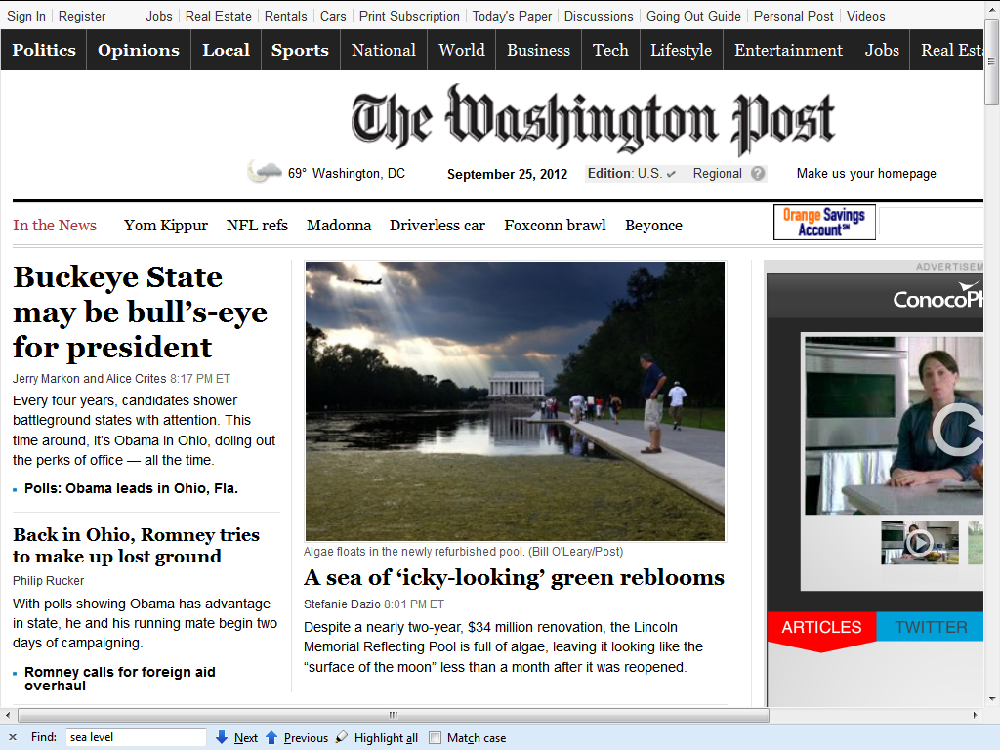 Sign In Register Jobs Real Estate Rentals Cars Print Subscription Today's Paper Discussions Going Out Guide Personal Post Videos
Politics Opinions Local Sports National World Business Tech Lifestyle Entertainment Jobs Real Esta
The Washington Post
69° Washington, DC September 25, 2012 Edition: U.S. Regional ? Make us your homepage
In the News Yom Kippur NFL refs Madonna Driverless car Foxconn brawl Beyonce
Orange Savings
Account SM
Buckeye State
may be bull's-eye
for president
Jerry Markon and Alice Crites 8:17 PM ET
Every four years, candidates shower
battleground states with attention. This
time around, it's Obama in Ohio, doling out
the perks of office — all the time.
Polls: Obama leads in Ohio, Fla.
Back in Ohio, Romney tries
to make up lost ground
Philip Rucker
With polls showing Obama has advantage
in state, he and his running mate begin two
days of campaigning.
Romney calls for foreign aid
overhaul
Algae floats in the newly refurbished pool. (Bill O'Leary/Post)
A sea of 'icky-looking' green reblooms
Stefanie Dazio 8:01 PM ET
Despite a nearly two-year, $34 million renovation, the Lincoln
Memorial Reflecting Pool is full of algae, leaving it looking like the
“surface of the moon” less than a month after it was reopened.
ADVERTISEM
ConocoPh
ARTICLES TWITTER
Find: sea level Next Previous Highlight all Match case